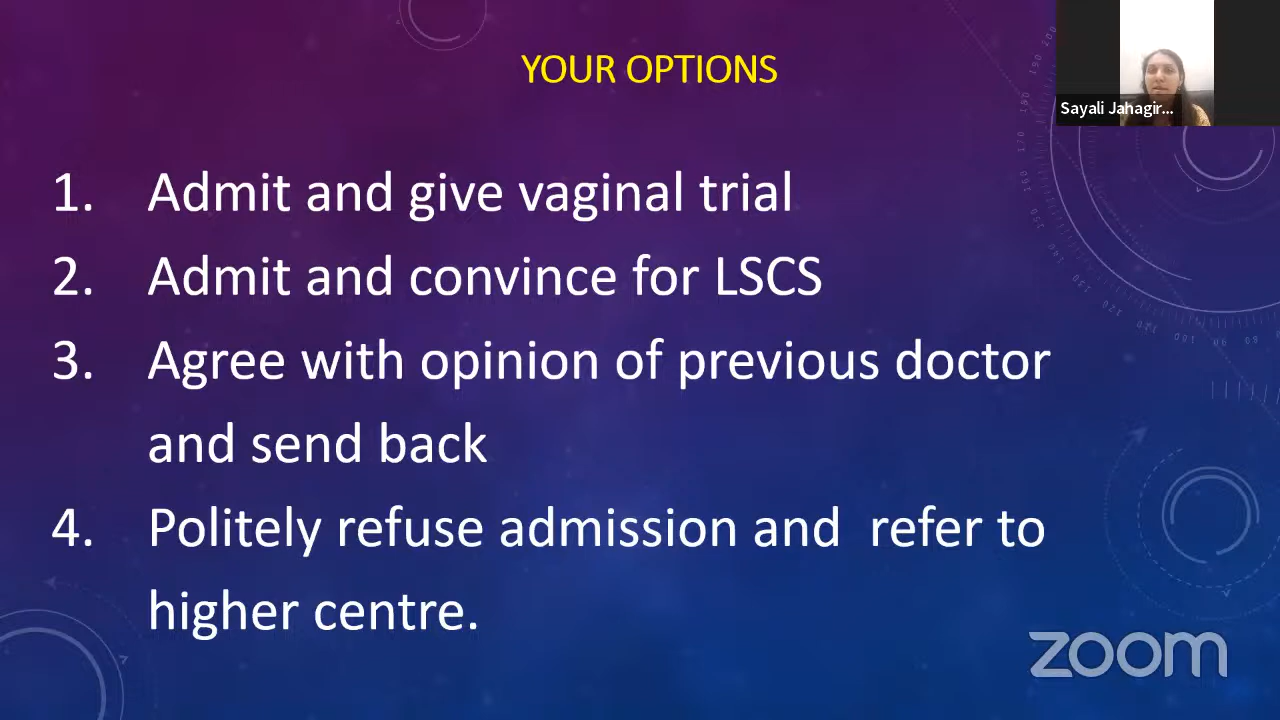 YOUR OPTIONS
Sayali Jahagir...
1. Admit and give vaginal trial
2. Admit and convince for LSCS
3. Agree with opinion of previous doctor
and send back
4. Politely refuse admission and  refer to
higher centre.
zoom